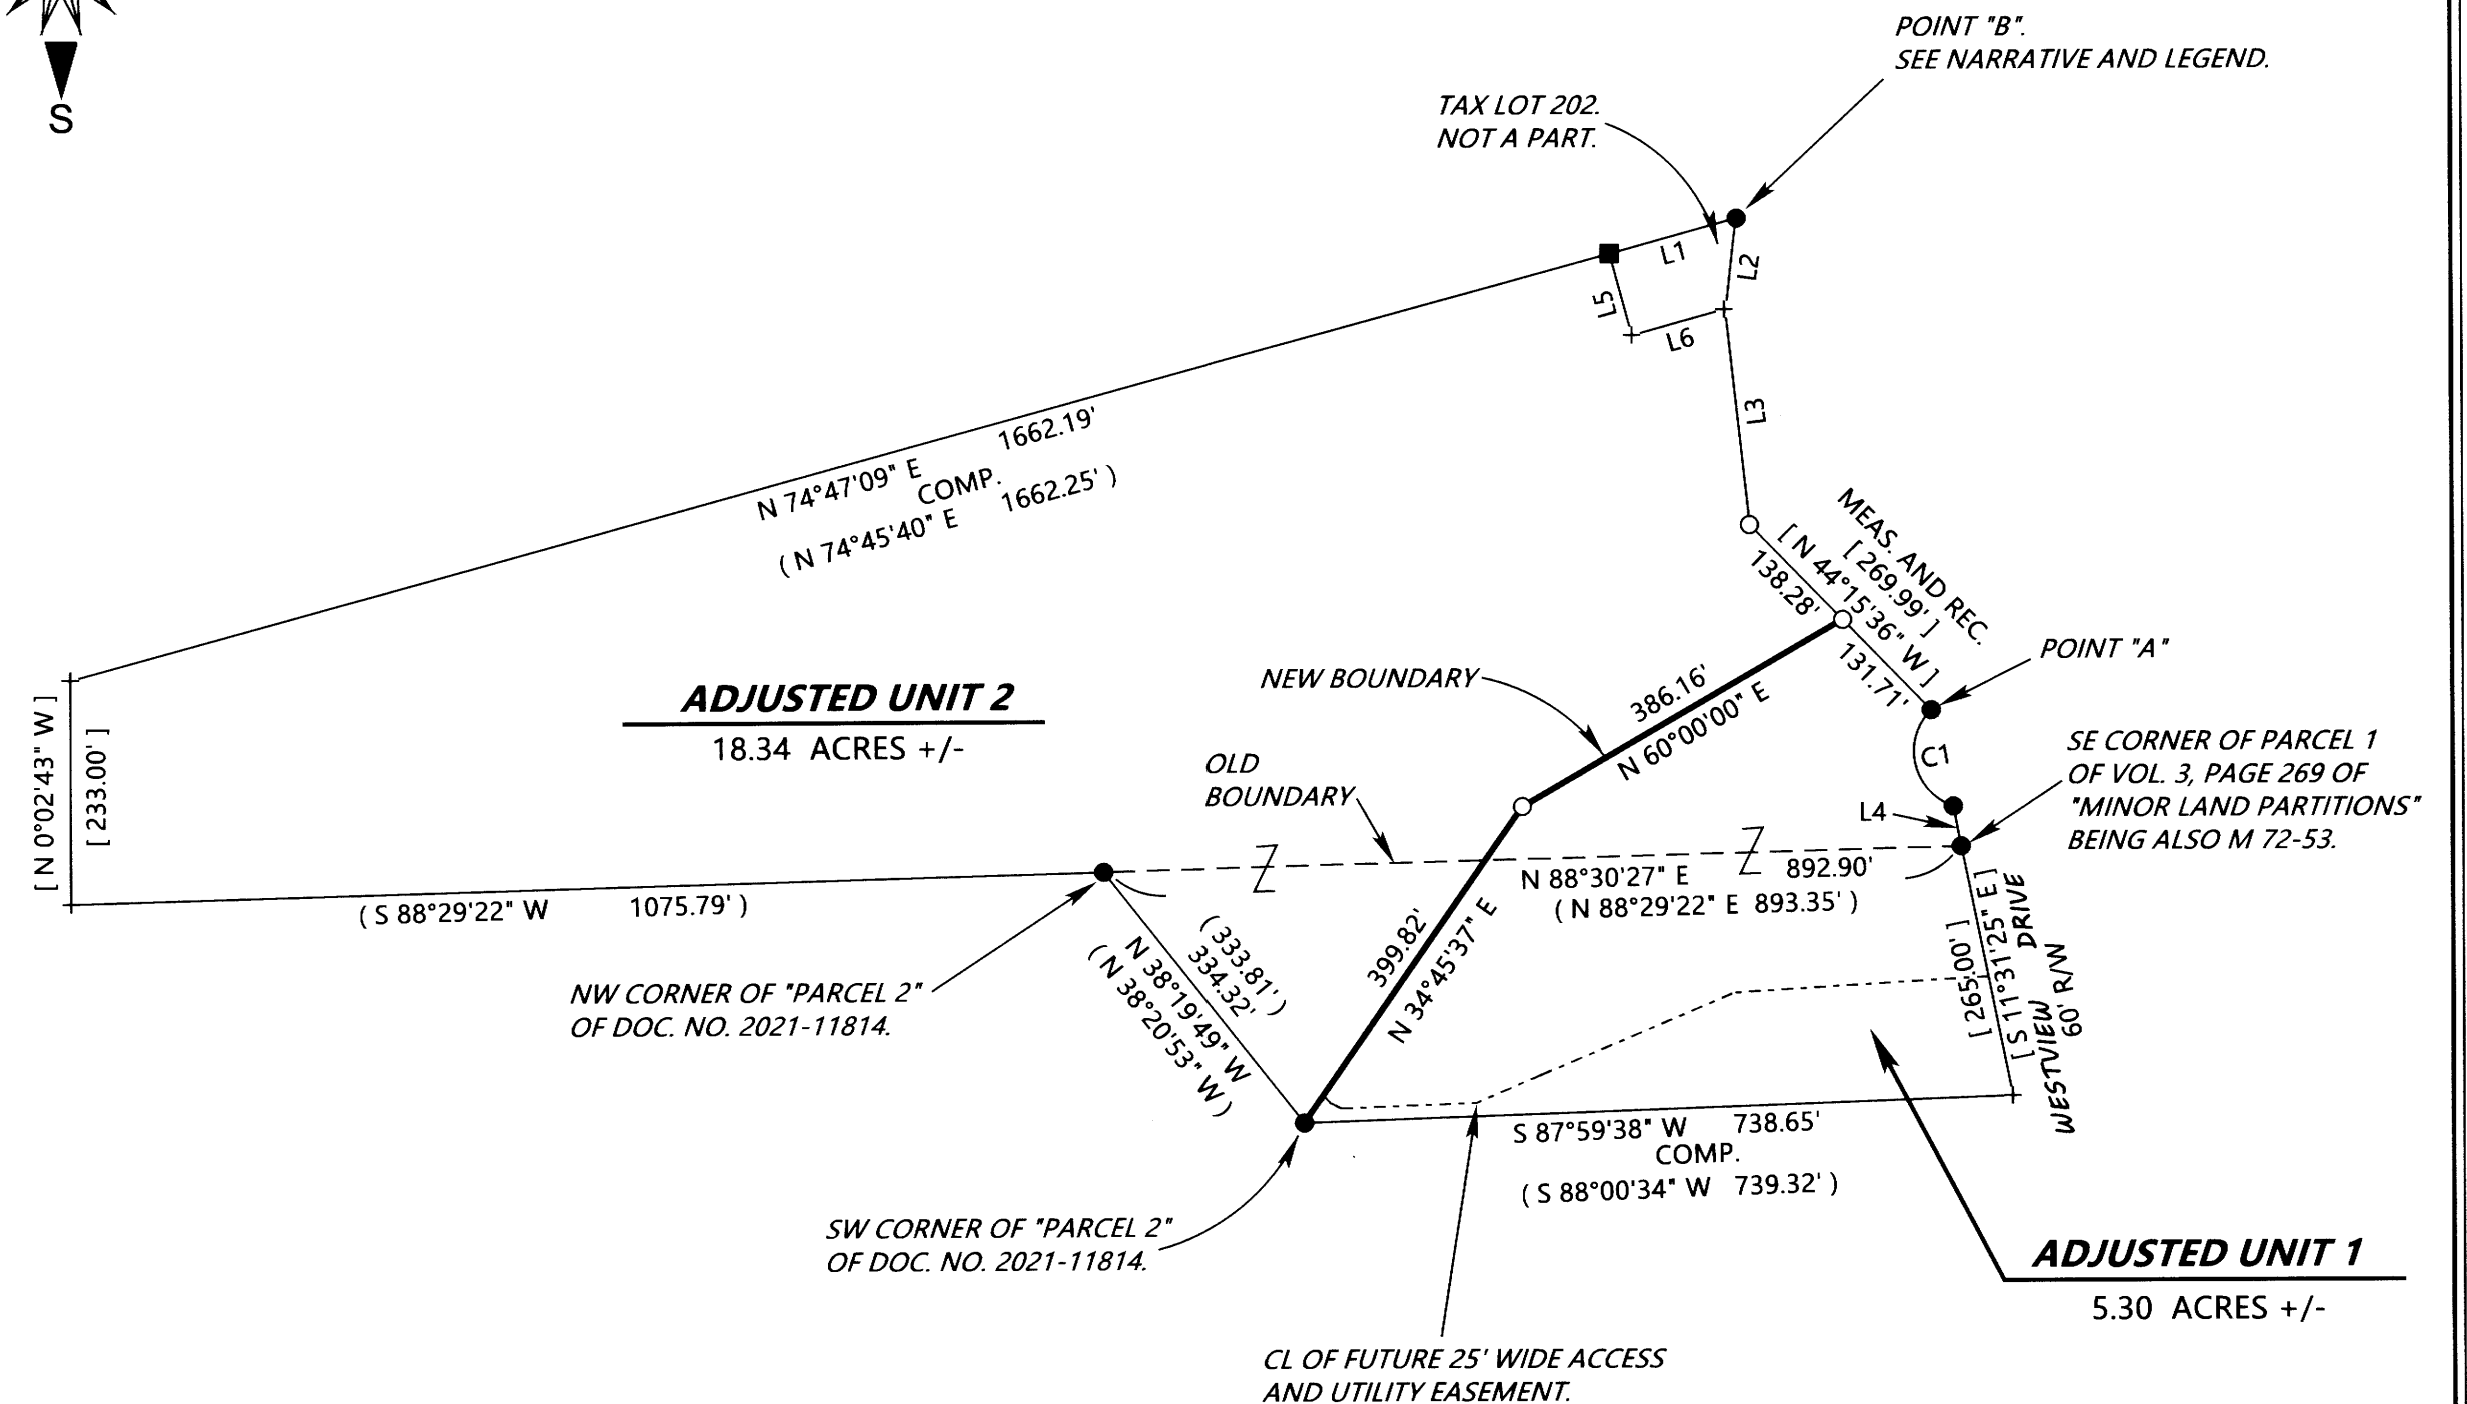 S
POINT "B".
SEE NARRATIVE AND LEGEND.
TAX LOT 202.
NOT A PART.
L1
L2
L5
L6
L3
N 74°47'09" E 1662.19'
COMP.
( N 74°45'40" E 1662.25' )
MEAS. AND REC.
[ 269.99' ]
[ N 44°15'36" W ]
138.28'
131.71'
POINT "A"
C1
L4
SE CORNER OF PARCEL 1
OF VOL. 3, PAGE 269 OF
"MINOR LAND PARTITIONS"
BEING ALSO M 72-53.
NEW BOUNDARY
386.16'
N 60°00'00" E
ADJUSTED UNIT 2
18.34 ACRES +/-
[ N 0°02'43" W ]
[ 233.00' ]
OLD
BOUNDARY
N 88°30'27" E 892.90'
( N 88°29'22" E 893.35' )
( S 88°29'22" W 1075.79' )
( 333.81' )
334.32'
N 38°19'49" W
( N 38°20'53" W )
399.82'
N 34°45'37" E
NW CORNER OF "PARCEL 2"
OF DOC. NO. 2021-11814.
[ 265.00' ]
[ S 11°31'25" E ]
WESTVIEW DRIVE
60' R/W
S 87°59'38" W 738.65'
COMP.
( S 88°00'34" W 739.32' )
SW CORNER OF "PARCEL 2"
OF DOC. NO. 2021-11814.
ADJUSTED UNIT 1
5.30 ACRES +/-
CL OF FUTURE 25' WIDE ACCESS
AND UTILITY EASEMENT.